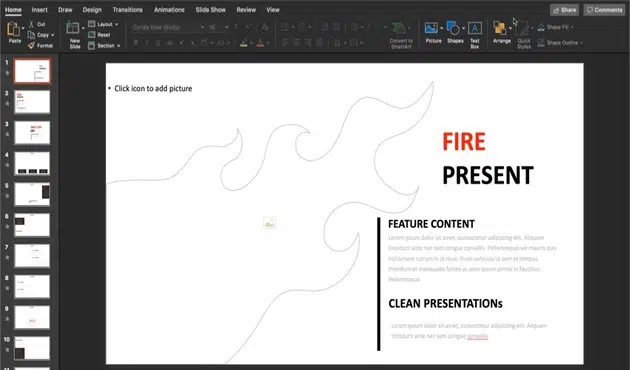 Home Insert Draw Design Transitions Animations Slide Show Review View
Share Comments
Paste
Cut
Copy
Format
New
Slide
Layout
Reset
Section
Convert to
SmartArt
Picture Shapes Text
Box
Arrange Quick
Styles
Shape Fill
Shape Outline
1
2
3
4
5
6
7
8
9
10
• Click icon to add picture
FIRE
PRESENT
FEATURE CONTENT
Lorem ipsum dolor sit amet, consectetur adipiscing elit. Aliquam
tincidunt ante nec sem congue convallis. Pellentesque vel mauris quis
nisl ornare rutrum in id risus. Proin vehicula ut sem et tempus.
Interdum et malesuada fames ac ante ipsum primis in faucibus.
Pellentesque.
CLEAN PRESENTATIONs
Lorem ipsum dolor sit amet, consectetur adipiscing elit. Aliquam
tincidunt ante nec sem congue convallis.